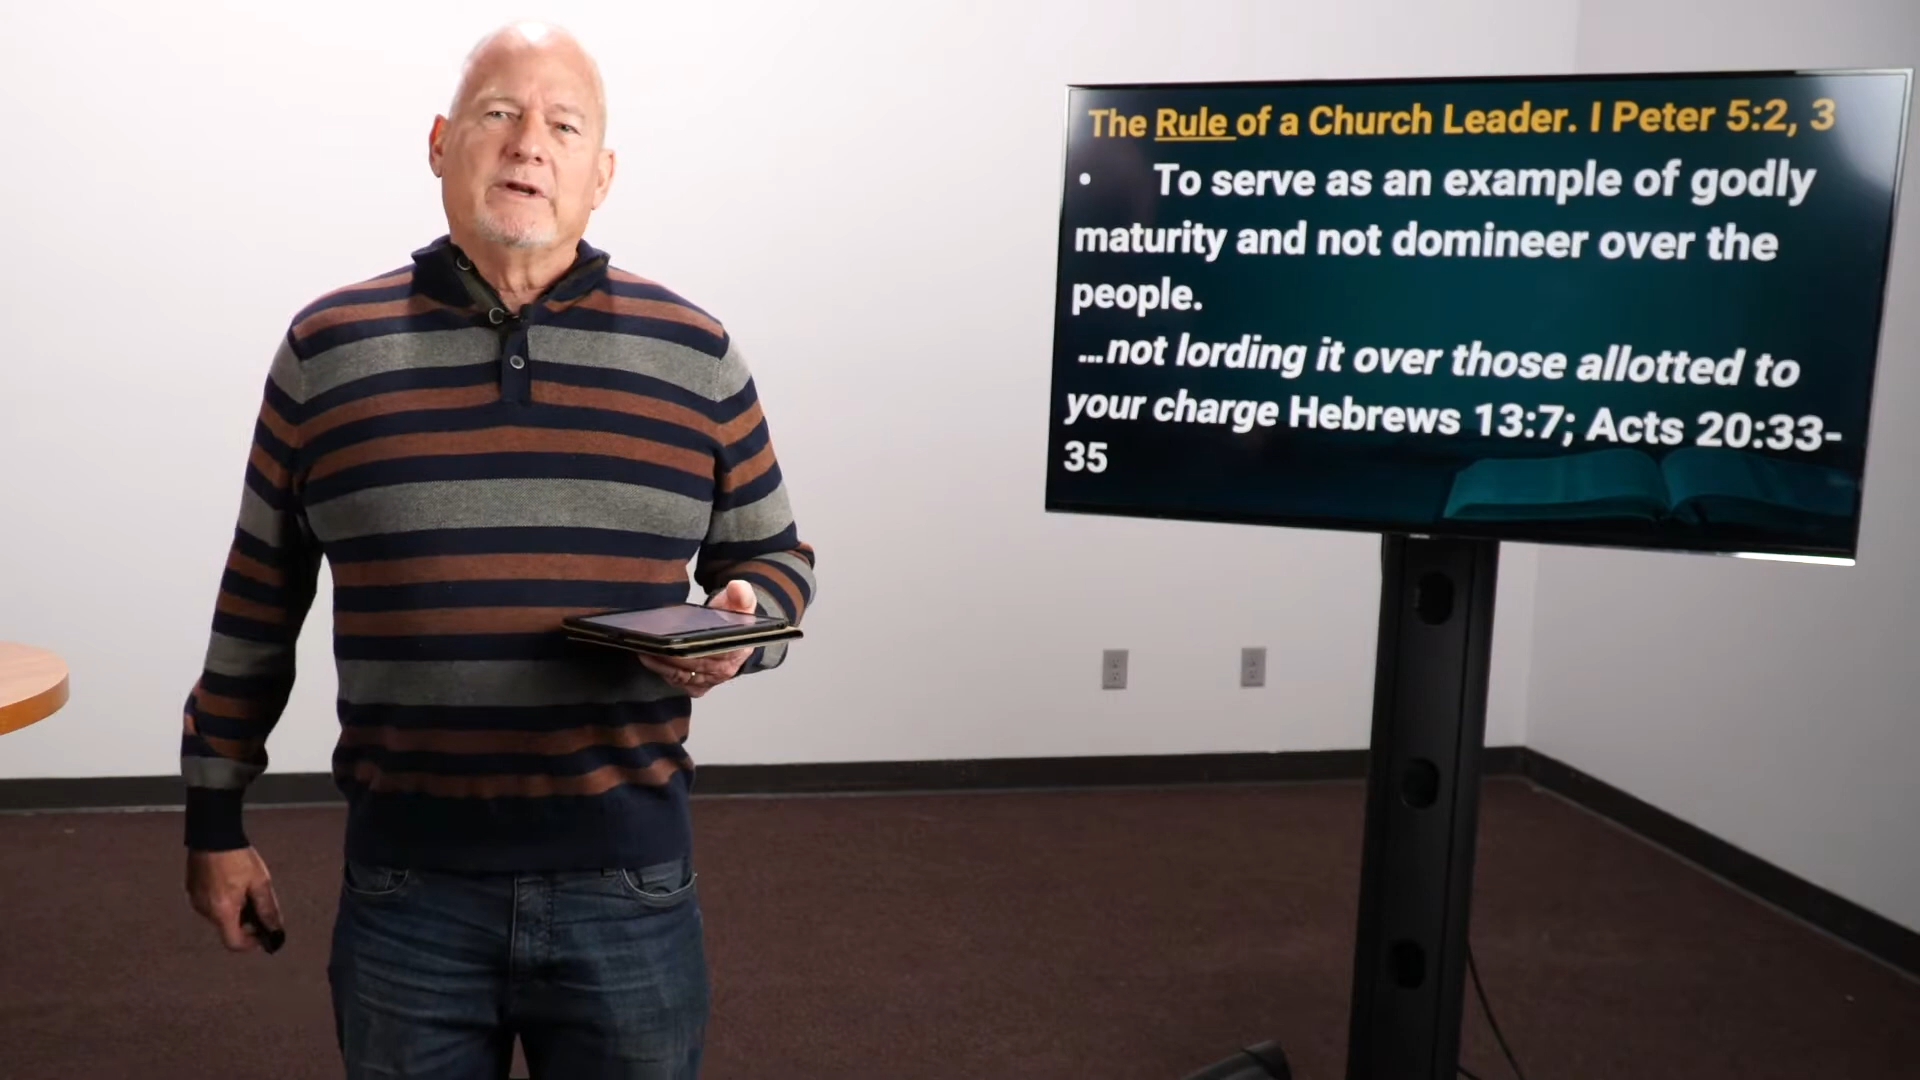 The Rule of a Church Leader. I Peter 5:2, 3
• To serve as an example of godly
maturity and not domineer over the
people.
...not lording it over those allotted to
your charge Hebrews 13:7; Acts 20:33-
35